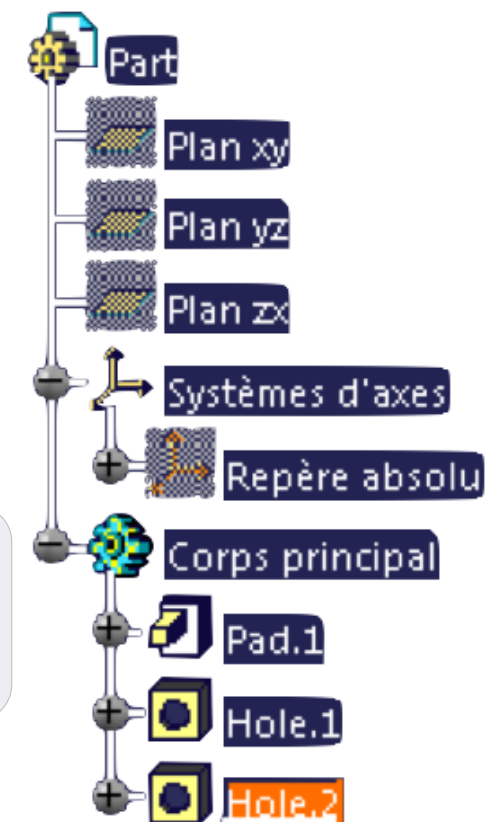 Part
Plan xy
Plan yz
Plan zx
Systèmes d'axes
Repère absolu
Corps principal
Pad.1
Hole.1
Hole.2